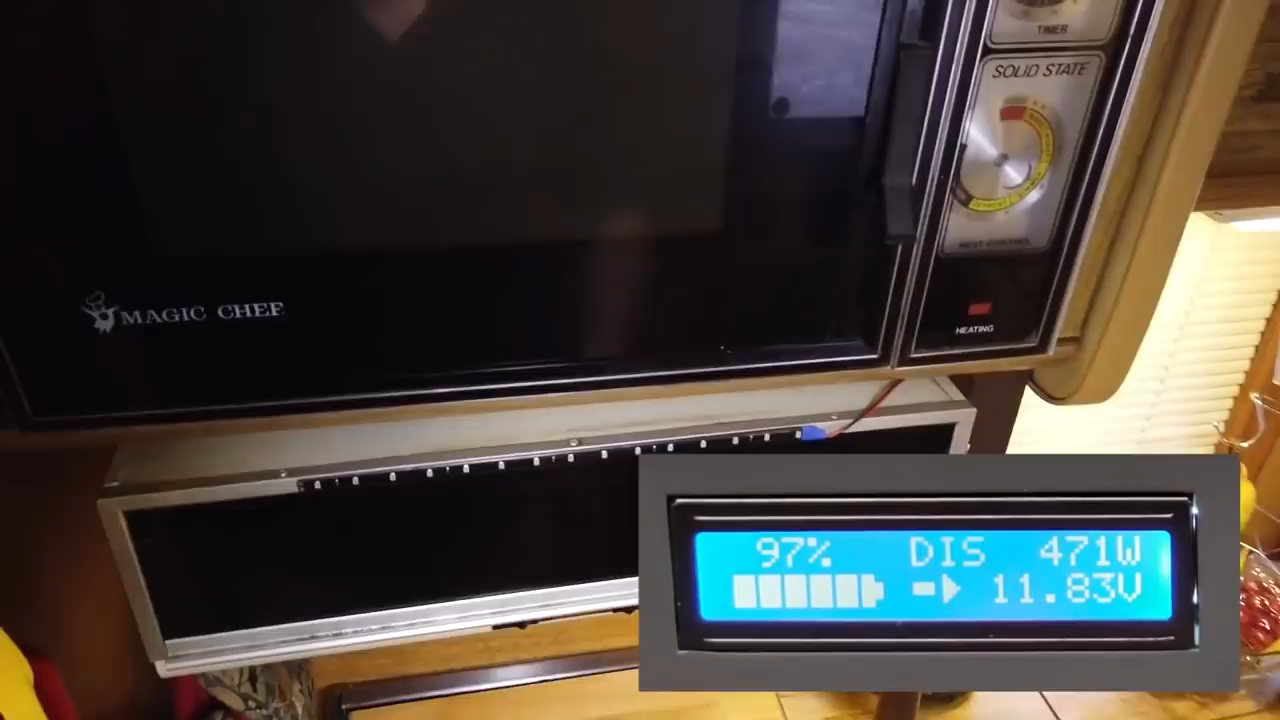 TIMER
SOLID STATE
HEAT CONTROL
HEATING
MAGIC CHEF
97% DIS 471W
11.83V